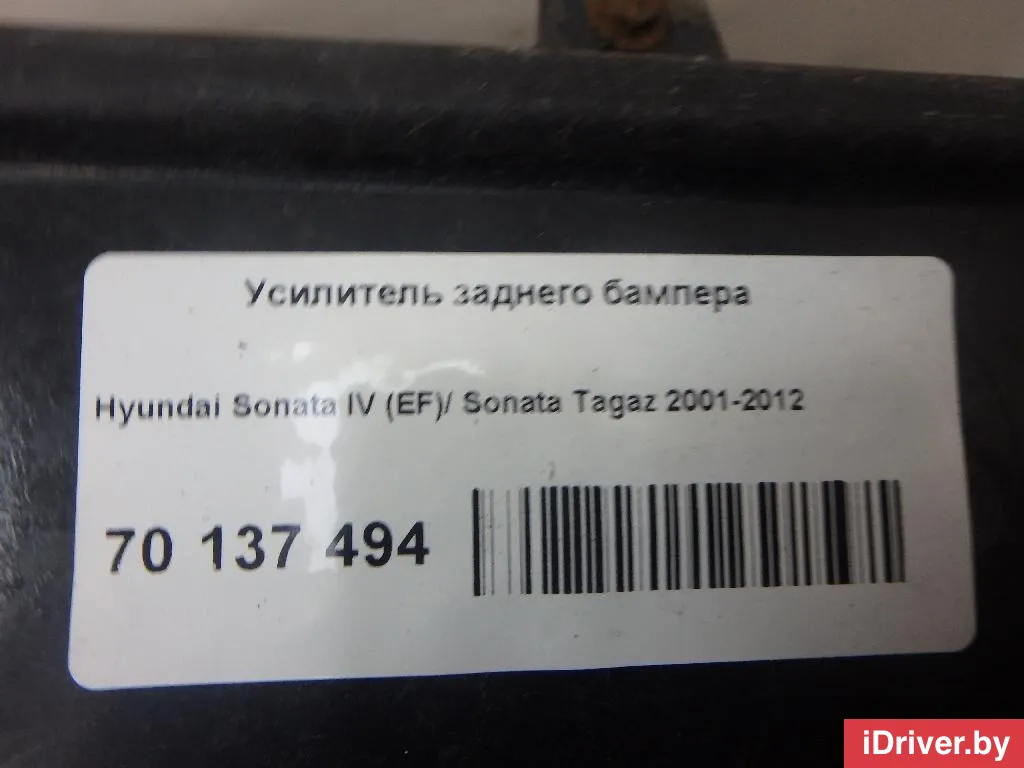 Усилитель заднего бампера
Hyundai Sonata IV (EF)/ Sonata Tagaz 2001-2012
70 137 494
iDriver.by